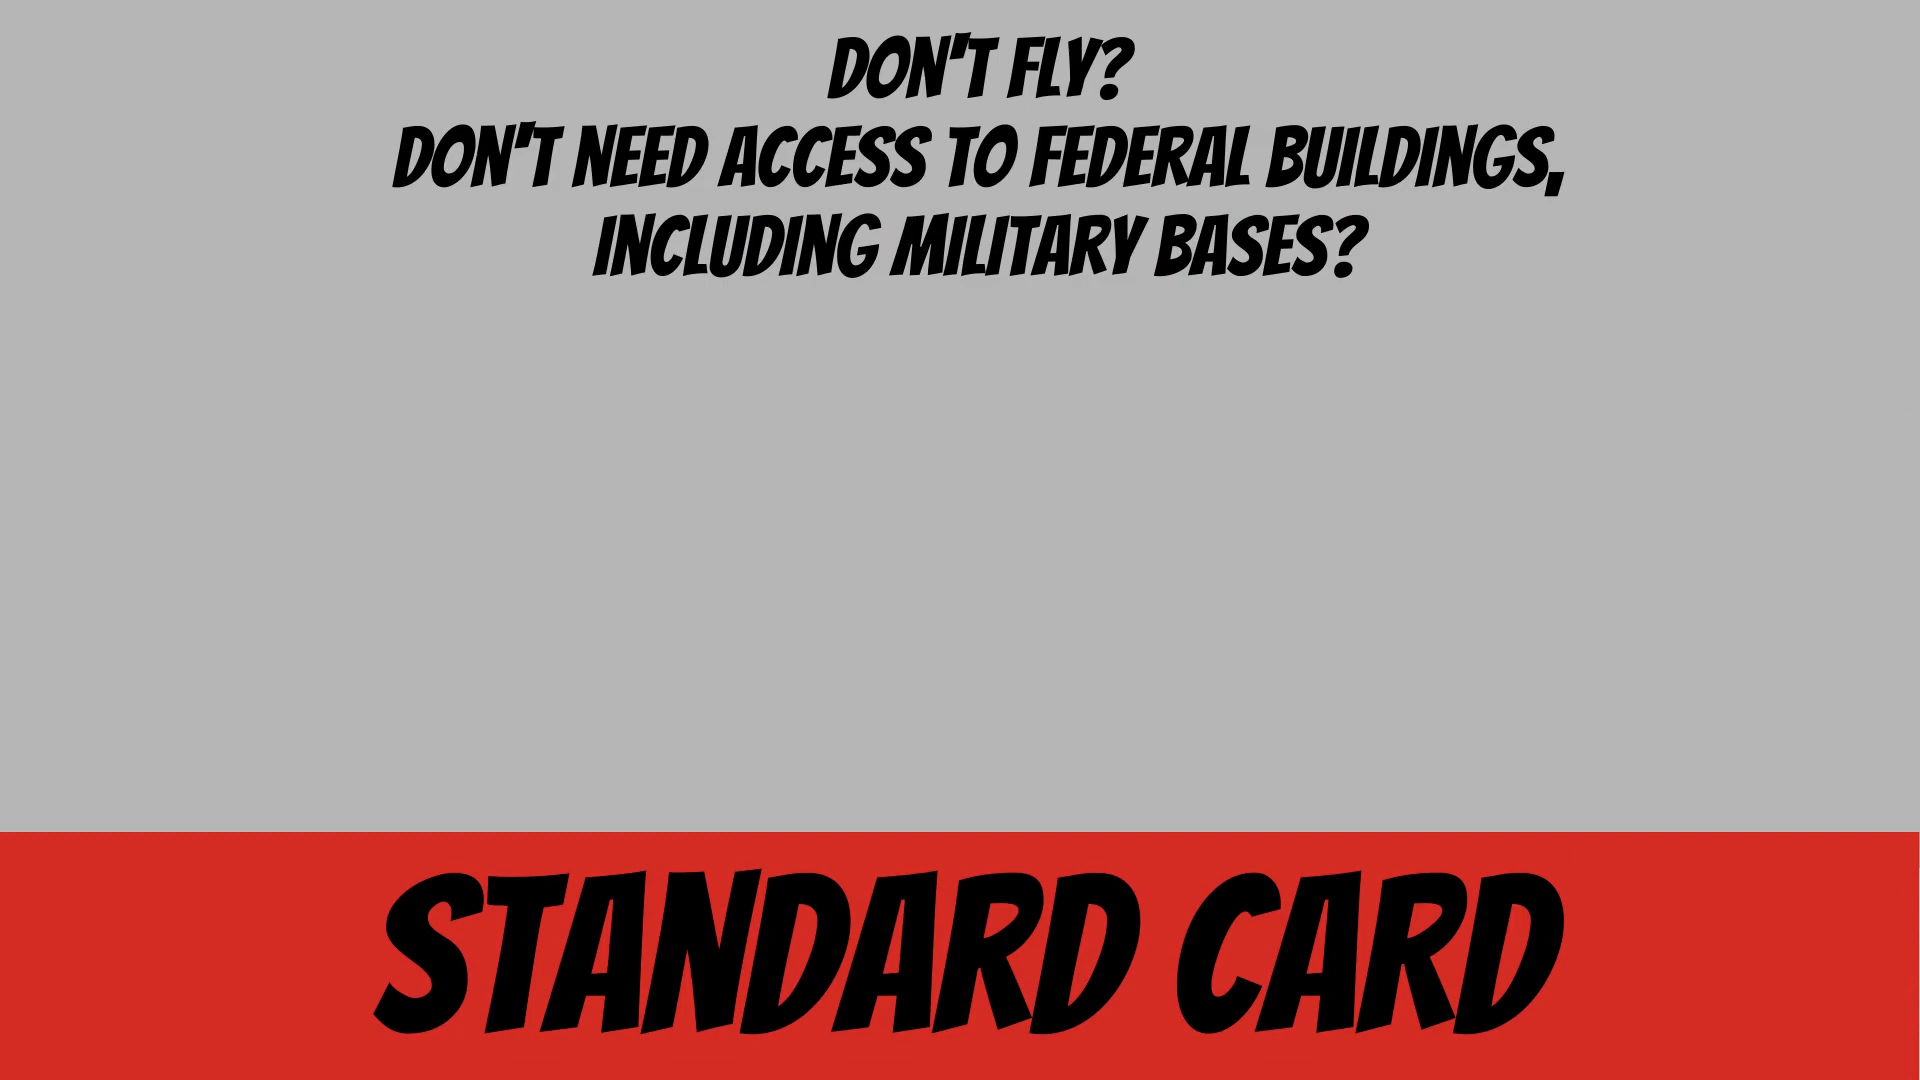 DON'T FLY?
DON'T NEED ACCESS TO FEDERAL BUILDINGS,
INCLUDING MILITARY BASES?
STANDARD CARD